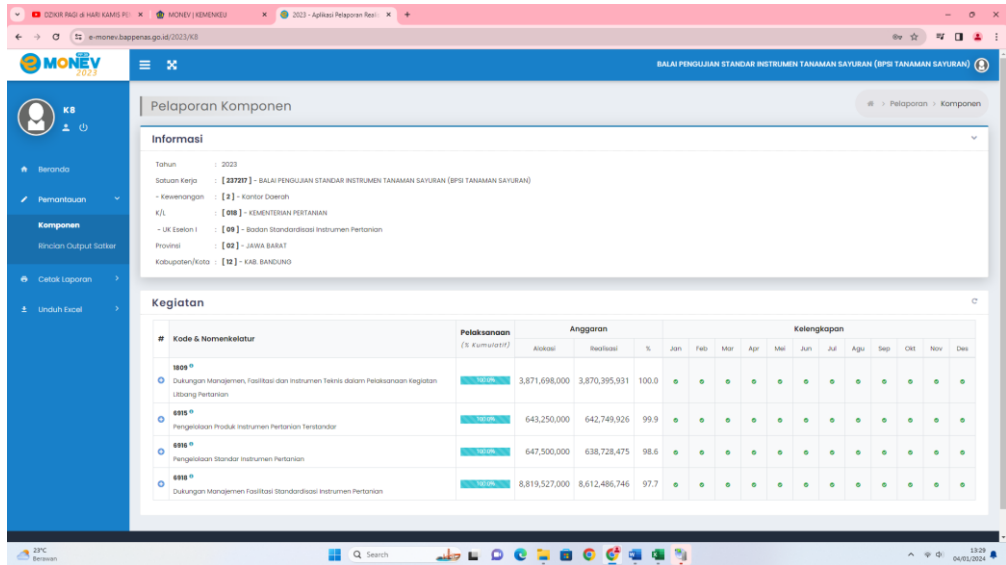 DZIKIR PAGI di HARI KAMIS PE
MONEV | KEMENKEU
2023 - Aplikasi Pelaporan Reali
e-monev.bappenas.go.id/2023/K8
e MONEV
2023
BALAI PENGUJIAN STANDAR INSTRUMEN TANAMAN SAYURAN (BPSI TANAMAN SAYURAN)
K8
Beranda
Pemantauan
Komponen
Rincian Output Satker
Cetak Laporan
Unduh Excel
Pelaporan Komponen
Pelaporan > Komponen
Informasi
Tahun : 2023
Satuan Kerja : [ 237217 ] - BALAI PENGUJIAN STANDAR INSTRUMEN TANAMAN SAYURAN (BPSI TANAMAN SAYURAN)
- Kewenangan : [ 2 ] - Kantor Daerah
K/L : [ 018 ] - KEMENTERIAN PERTANIAN
- UK Eselon I : [ 09 ] - Badan Standardisasi Instrumen Pertanian
Provinsi : [ 02 ] - JAWA BARAT
Kabupaten/Kota : [ 12 ] - KAB. BANDUNG
Kegiatan
# Kode & Nomenkelatur Pelaksanaan (% Kumulatif) Anggaran Kelengkapan
Alokasi Realisasi % Jan Feb Mar Apr Mei Jun Jul Agu Sep Okt Nov Des
1809
Dukungan Manajemen, Fasilitasi dan Instrumen Teknis dalam Pelaksanaan Kegiatan Litbang Pertanian 100.0% 3,871,698,000 3,870,395,931 100.0
6915
Pengelolaan Produk Instrumen Pertanian Terstandar 100.0% 643,250,000 642,749,926 99.9
6916
Pengelolaan Standar Instrumen Pertanian 100.0% 647,500,000 638,728,475 98.6
6918
Dukungan Manajemen Fasilitasi Standardisasi Instrumen Pertanian 100.0% 8,819,527,000 8,612,486,746 97.7
23°C
Berawan
Search
13:29
04/01/2024